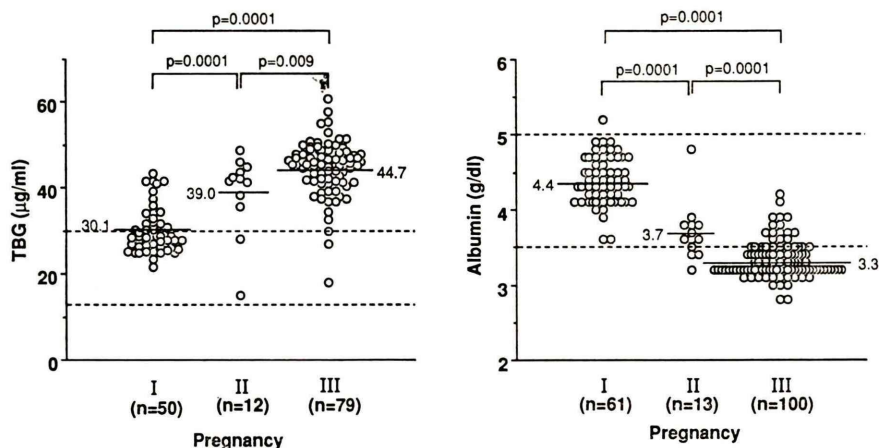 p=0.0001
p=0.0001
p=0.009
TBG (µg/ml)
60
40
20
0
30.1
39.0
44.7
I
II
III
(n=50)
(n=12)
(n=79)
Pregnancy
p=0.0001
p=0.0001
p=0.0001
Albumin (g/dl)
6
5
4
3
2
4.4
3.7
3.3
I
II
III
(n=61)
(n=13)
(n=100)
Pregnancy